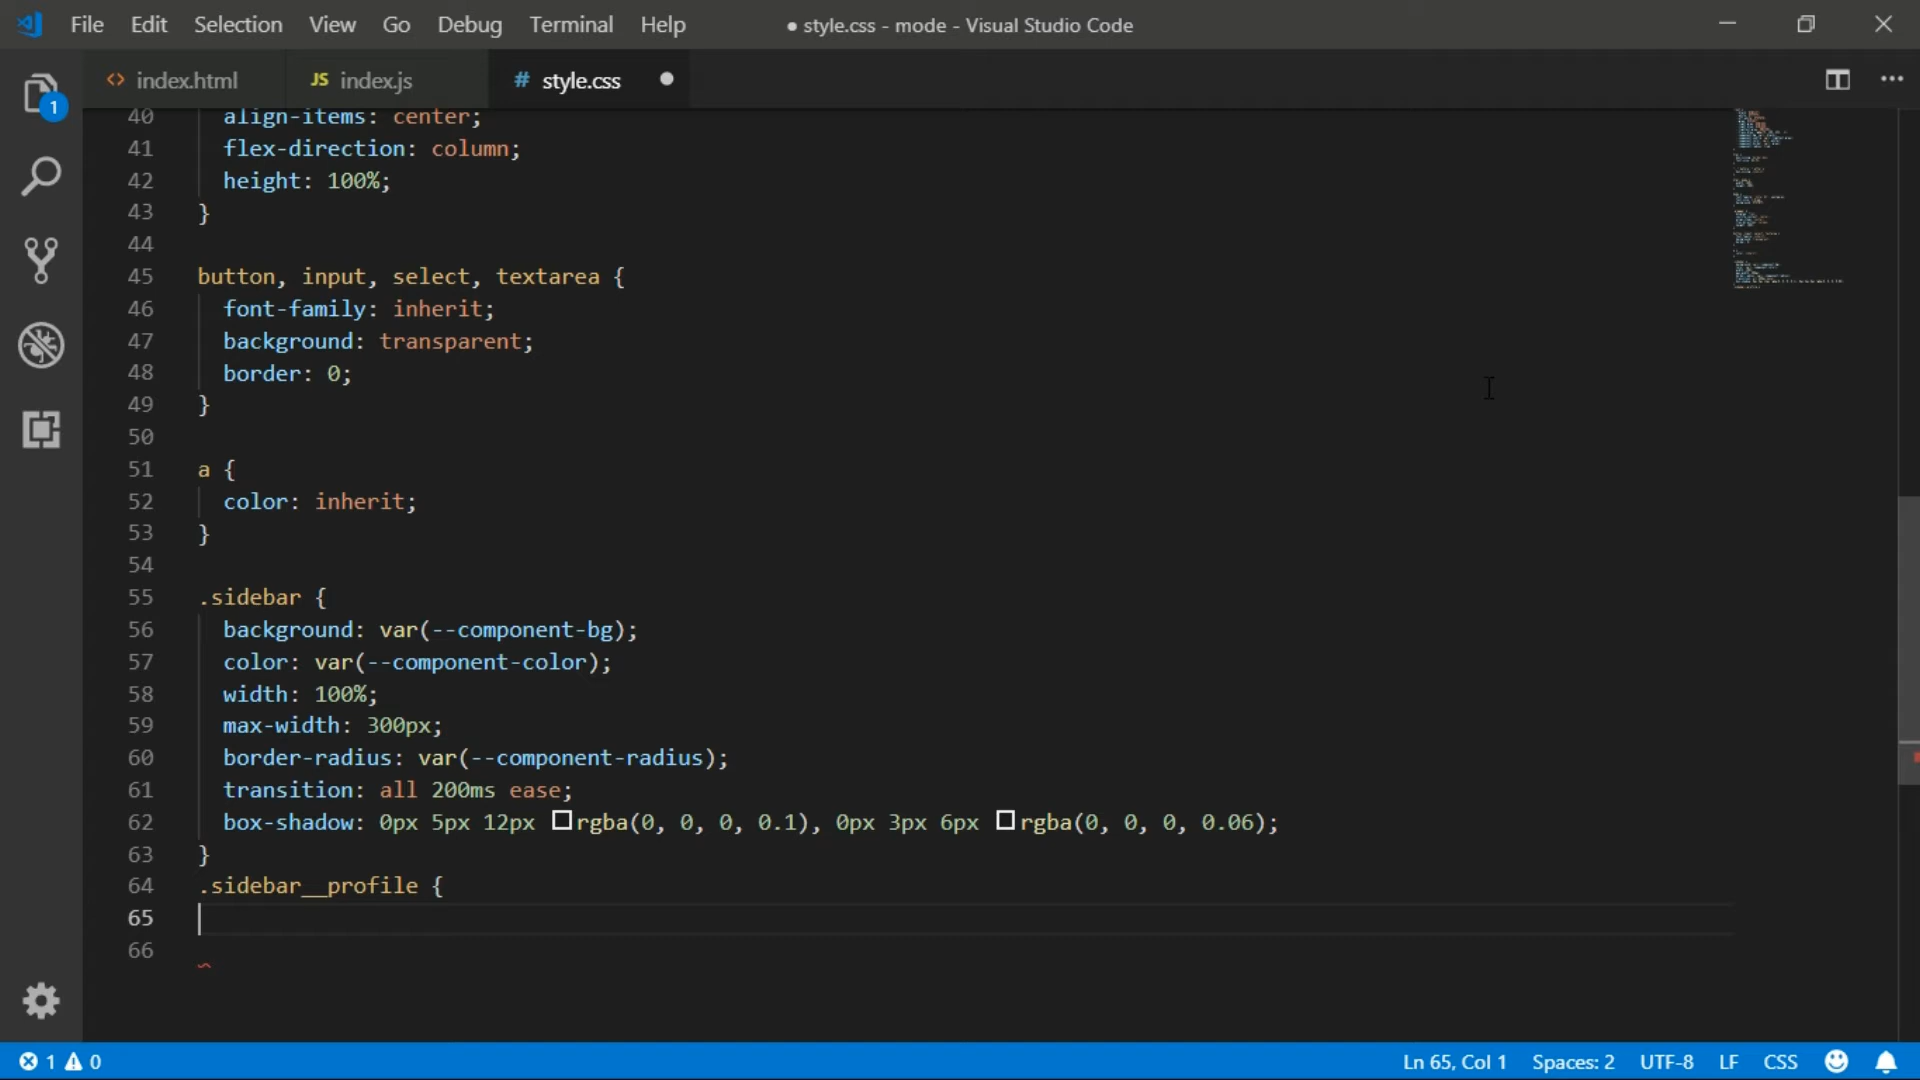 File Edit Selection View Go Debug Terminal Help ● style.css - mode - Visual Studio Code
<> index.html JS index.js # style.css ●
1
40 align-items: center;
41 flex-direction: column;
42 height: 100%;
43 }
44
45 button, input, select, textarea {
46 font-family: inherit;
47 background: transparent;
48 border: 0;
49 }
50
51 a {
52 color: inherit;
53 }
54
55 .sidebar {
56 background: var(--component-bg);
57 color: var(--component-color);
58 width: 100%;
59 max-width: 300px;
60 border-radius: var(--component-radius);
61 transition: all 200ms ease;
62 box-shadow: 0px 5px 12px rgba(0, 0, 0, 0.1), 0px 3px 6px rgba(0, 0, 0, 0.06);
63 }
64 .sidebar__profile {
65
66
1 0 Ln 65, Col 1 Spaces: 2 UTF-8 LF CSS